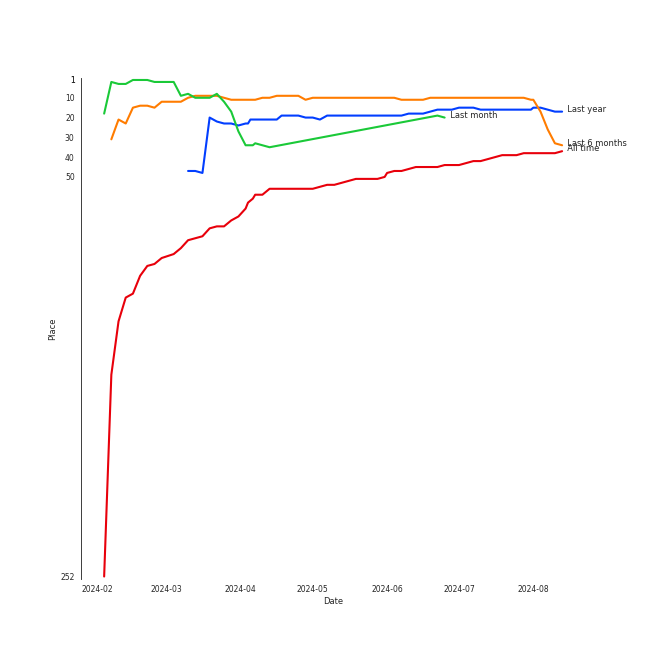 1
10
20
30
40
50
252
Place
2024-02
2024-03
2024-04
2024-05
2024-06
2024-07
2024-08
Date
Last year
Last month
Last 6 months
All time